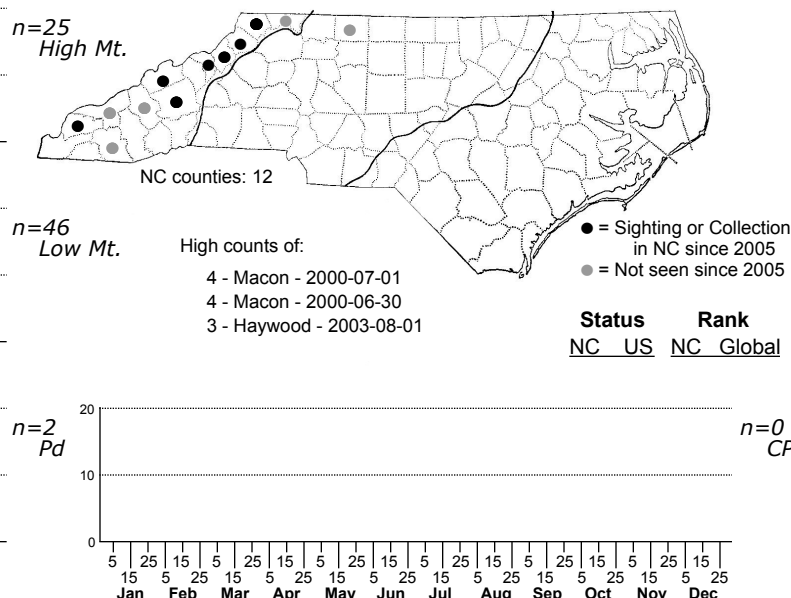 n=25
High Mt.
NC counties: 12
n=46
Low Mt.
High counts of:
4 - Macon - 2000-07-01
4 - Macon - 2000-06-30
3 - Haywood - 2003-08-01
● = Sighting or Collection
in NC since 2005
● = Not seen since 2005
Status Rank
NC US NC Global
n=2
Pd
20
10
0
n=0
CP
5 25 15 5 25 15 5 25 15 5 25 15 5 25 15 5 25 15
15 5 25 15 5 25 15 5 25 15 5 25 15 5 25 15 5 25
Jan Feb Mar Apr May Jun Jul Aug Sep Oct Nov Dec